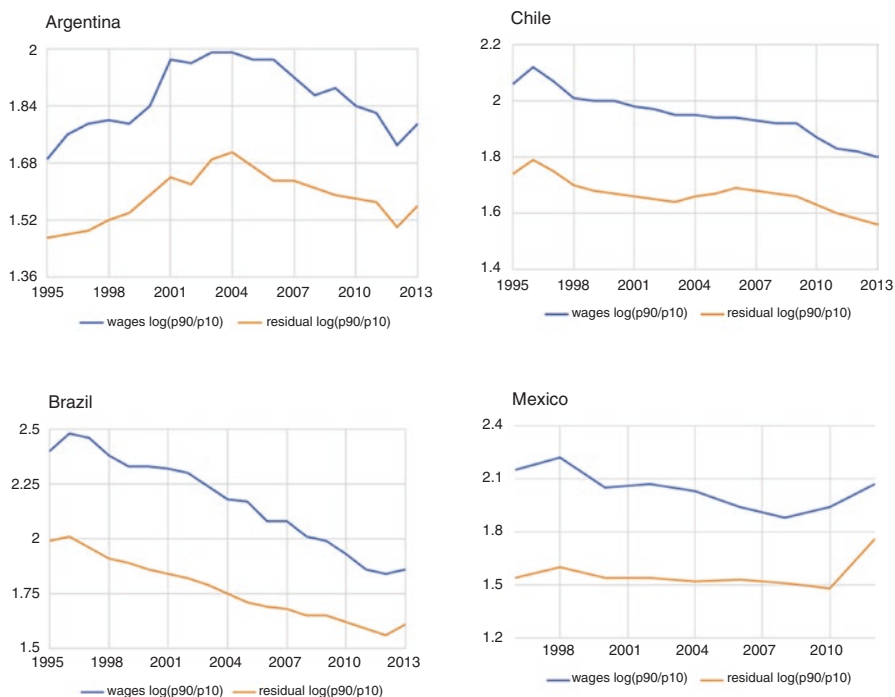 Argentina
2
1.84
1.68
1.52
1.36
1995 1998 2001 2004 2007 2010 2013
wages log(p90/p10) residual log(p90/p10)
Chile
2.2
2
1.8
1.6
1.4
1995 1998 2001 2004 2007 2010 2013
wages log(p90/p10) residual log(p90/p10)
Brazil
2.5
2.25
2
1.75
1.5
1995 1998 2001 2004 2007 2010 2013
wages log(p90/p10) residual log(p90/p10)
Mexico
2.4
2.1
1.8
1.5
1.2
1998 2001 2004 2007 2010
wages log(p90/p10) residual log(p90/p10)